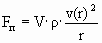 Fп = V· ρ· v(r)² / r